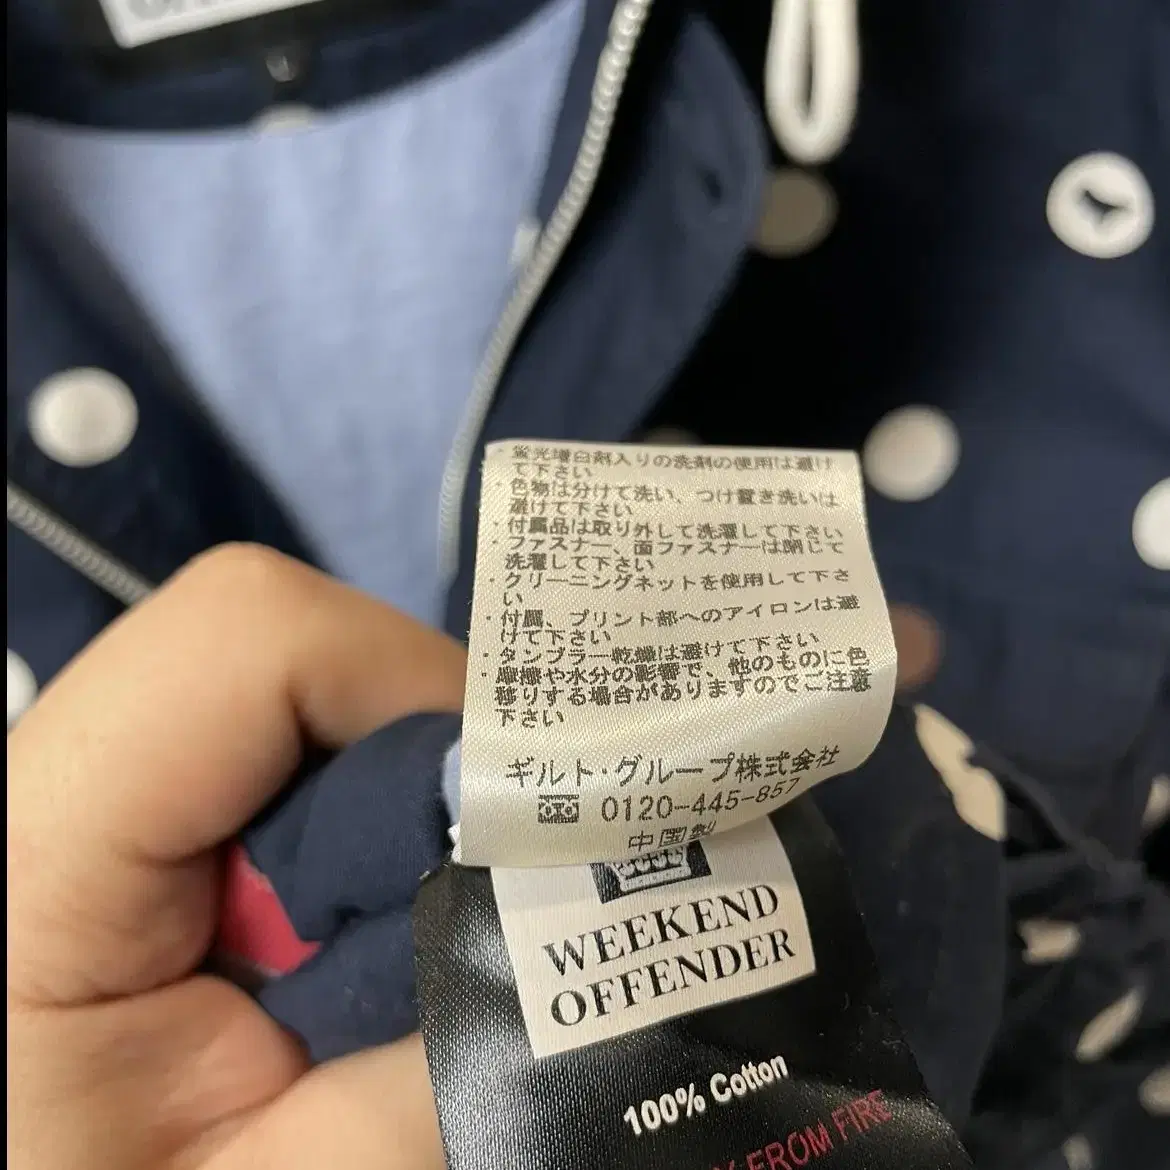 OFFENDER
・蛍光増白剤入りの洗剤の使用は避け
て下さい
・色物は分けて洗い、つけ置き洗いは
避けて下さい
・付属品は取り外して洗濯して下さい
・ファスナー、面ファスナーは閉じて
洗濯して下さい
・クリーニングネットを使用して下さ
い
・付属、プリント部へのアイロンは避
けて下さい
・タンブラー乾燥は避けて下さい
・摩擦や水分の影響で、他のものに色
移りする場合がありますのでご注意
下さい
ギルト・グループ株式会社
0120-445-857
中国製
WEEKEND
OFFENDER
100% Cotton
FROM FIRE